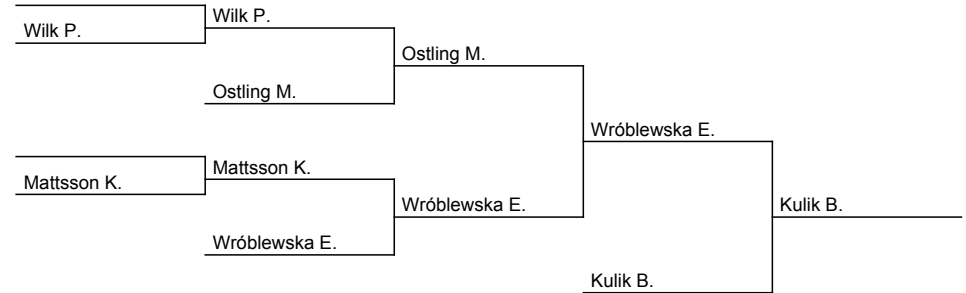 Wilk P.
Wilk P.
Ostling M.
Ostling M.
Wróblewska E.
Mattsson K.
Mattsson K.
Wróblewska E.
Kulik B.
Wróblewska E.
Kulik B.